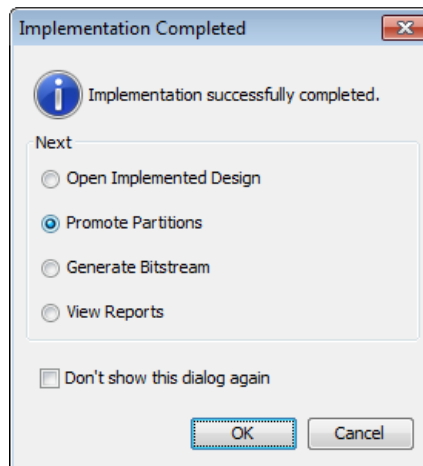 Implementation Completed
Implementation successfully completed.
Next
Open Implemented Design
Promote Partitions
Generate Bitstream
View Reports
Don't show this dialog again
OK
Cancel